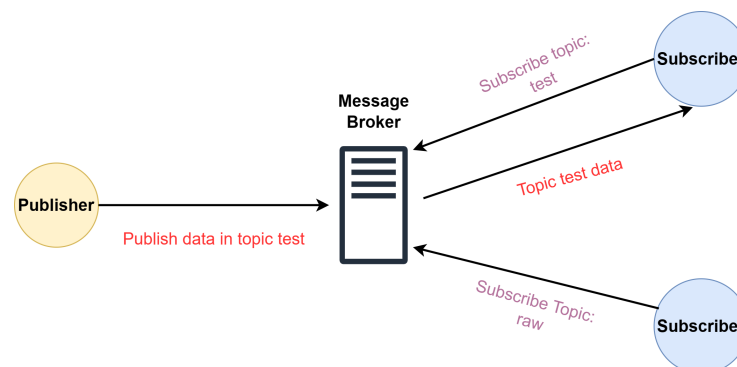 Subscribe topic:
test
Subscribe
Message
Broker
Topic test data
Publisher
Publish data in topic test
Subscribe Topic:
raw
Subscribe